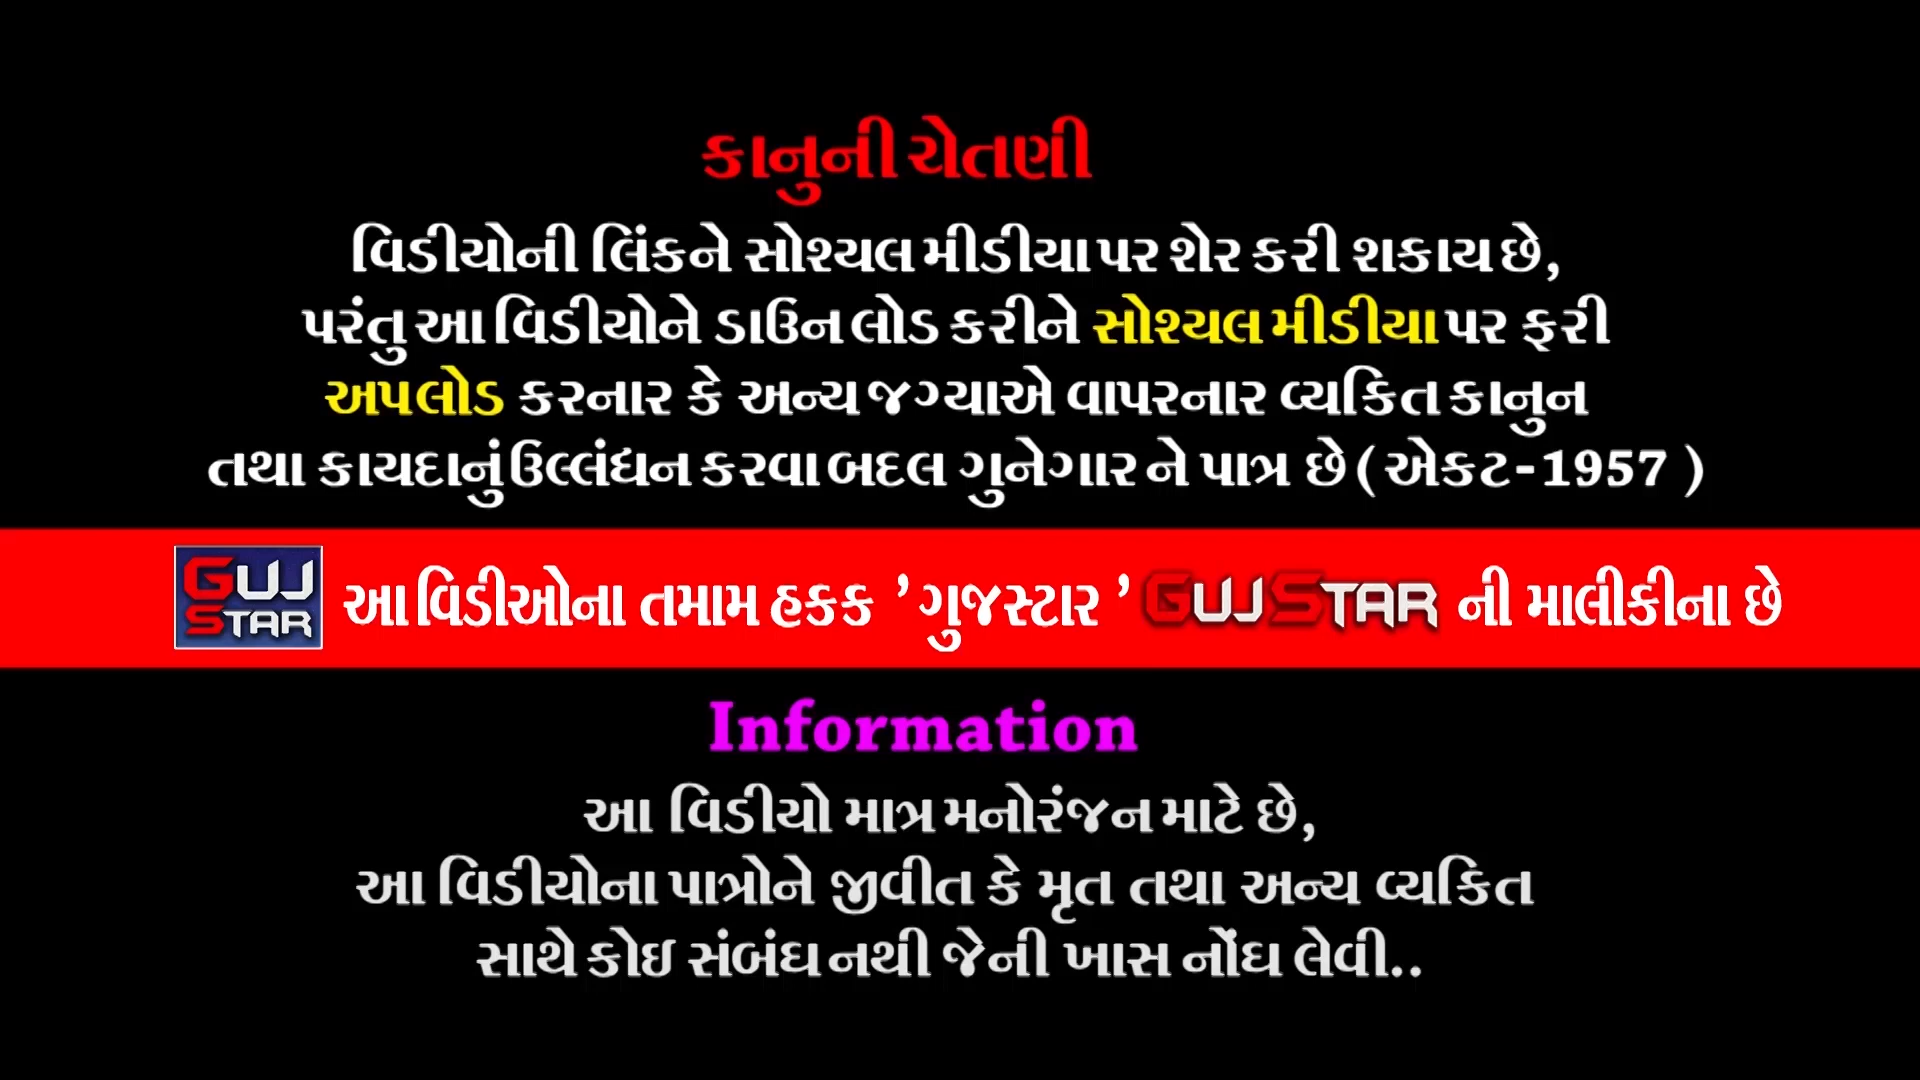 કાનુની ચેતણી
વિડીયોની લિંકને સોશ્યલ મીડીયા પર શેર કરી શકાય છે,
પરંતુ આ વિડીયોને ડાઉન લોડ કરીને સોશ્યલ મીડીયા પર ફરી
અપલોડ કરનાર કે અન્ય જગ્યાએ વાપરનાર વ્યકિત કાનુન
તથા કાયદાનું ઉલ્લંઘન કરવા બદલ ગુનેગાર ને પાત્ર છે ( એકટ-1957 )
GUJ STAR આ વિડીઓના તમામ હકક ’ ગુજસ્ટાર ’ GUJ STAR ની માલીકીના છે
Information
આ વિડીયો માત્ર મનોરંજન માટે છે,
આ વિડીયોના પાત્રોને જીવીત કે મૃત તથા અન્ય વ્યકિત
સાથે કોઇ સંબંઘ નથી જેની ખાસ નોંઘ લેવી..